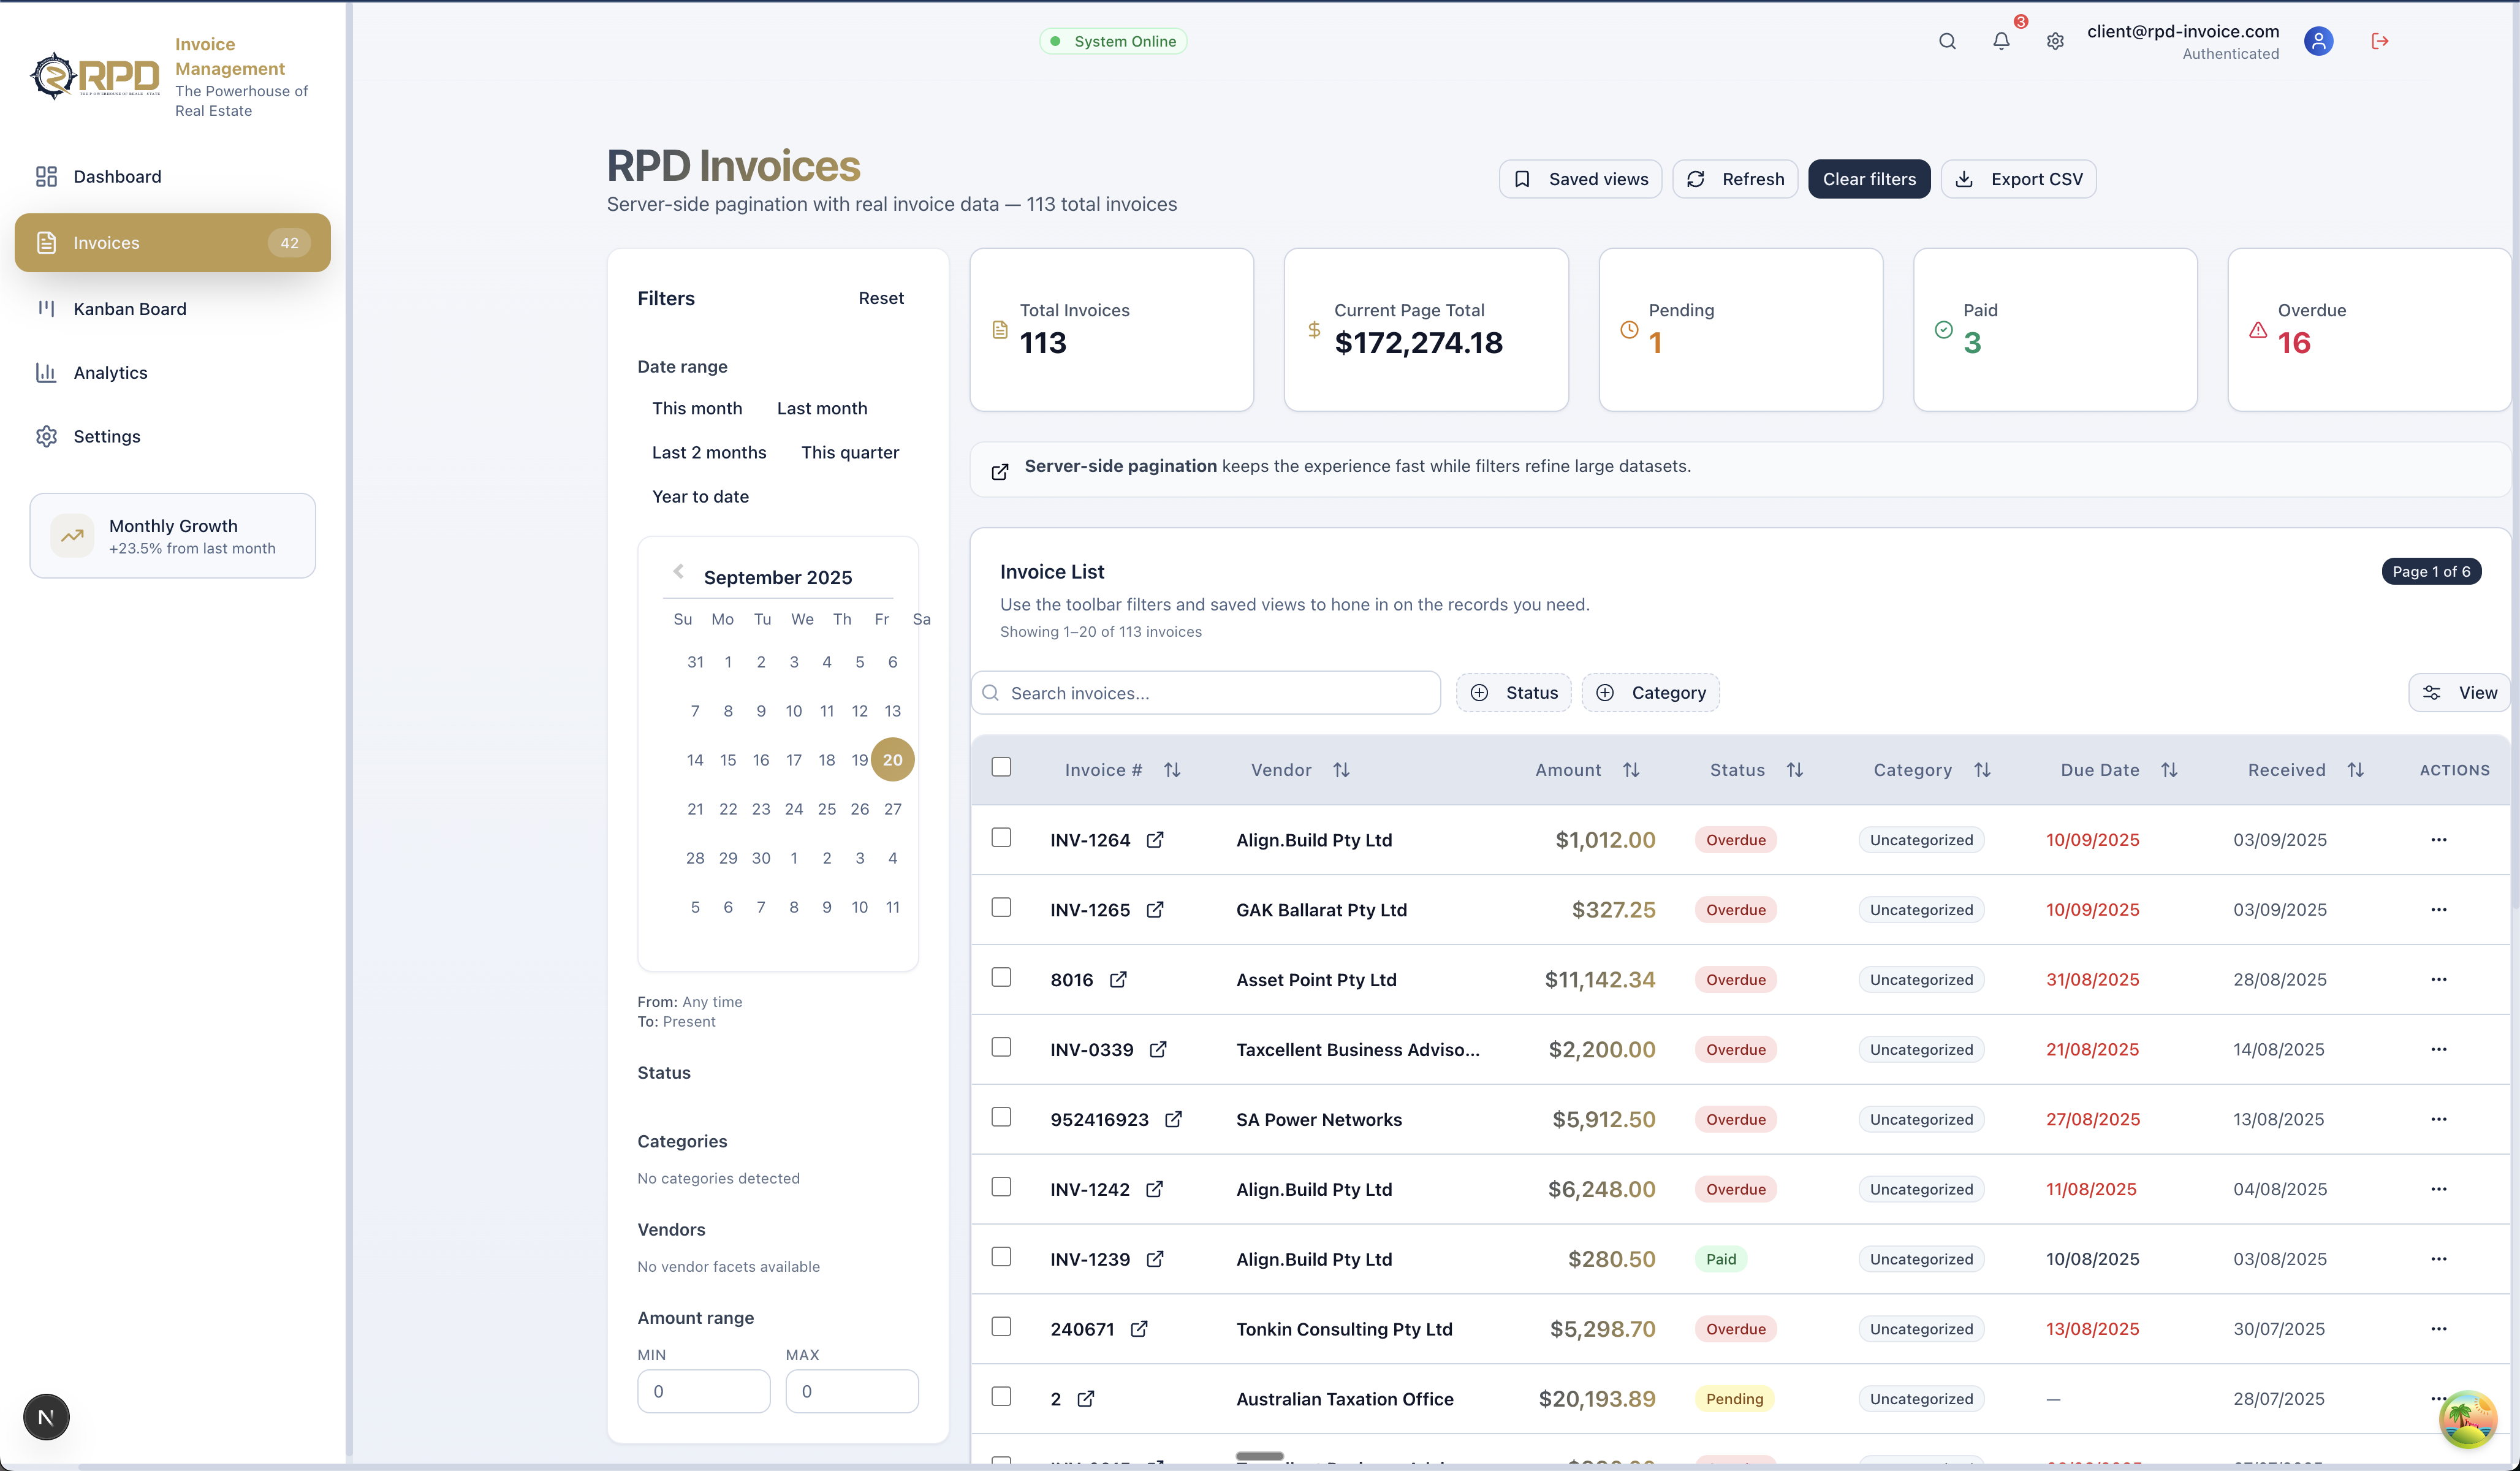 RPD
Invoice
Management
The Powerhouse of
Real Estate
System Online
3
client@rpd-invoice.com
Authenticated
Dashboard
Invoices 42
Kanban Board
Analytics
Settings
Monthly Growth
+23.5% from last month
RPD Invoices
Server-side pagination with real invoice data — 113 total invoices
Saved views
Refresh
Clear filters
Export CSV
Filters Reset
Date range
This month Last month
Last 2 months This quarter
Year to date
September 2025
Su Mo Tu We Th Fr Sa
31 1 2 3 4 5 6
7 8 9 10 11 12 13
14 15 16 17 18 19 20
21 22 23 24 25 26 27
28 29 30 1 2 3 4
5 6 7 8 9 10 11
From: Any time
To: Present
Status
Categories
No categories detected
Vendors
No vendor facets available
Amount range
MIN MAX
0 0
Total Invoices
113
Current Page Total
$172,274.18
Pending
1
Paid
3
Overdue
16
Server-side pagination keeps the experience fast while filters refine large datasets.
Invoice List
Page 1 of 6
Use the toolbar filters and saved views to hone in on the records you need.
Showing 1–20 of 113 invoices
Search invoices...
Status
Category
View
Invoice # Vendor Amount Status Category Due Date Received ACTIONS
INV-1264 Align.Build Pty Ltd $1,012.00 Overdue Uncategorized 10/09/2025 03/09/2025 ...
INV-1265 GAK Ballarat Pty Ltd $327.25 Overdue Uncategorized 10/09/2025 03/09/2025 ...
8016 Asset Point Pty Ltd $11,142.34 Overdue Uncategorized 31/08/2025 28/08/2025 ...
INV-0339 Taxcellent Business Adviso... $2,200.00 Overdue Uncategorized 21/08/2025 14/08/2025 ...
952416923 SA Power Networks $5,912.50 Overdue Uncategorized 27/08/2025 13/08/2025 ...
INV-1242 Align.Build Pty Ltd $6,248.00 Overdue Uncategorized 11/08/2025 04/08/2025 ...
INV-1239 Align.Build Pty Ltd $280.50 Paid Uncategorized 10/08/2025 03/08/2025 ...
240671 Tonkin Consulting Pty Ltd $5,298.70 Overdue Uncategorized 13/08/2025 30/07/2025 ...
2 Australian Taxation Office $20,193.89 Pending Uncategorized — 28/07/2025 ...
N